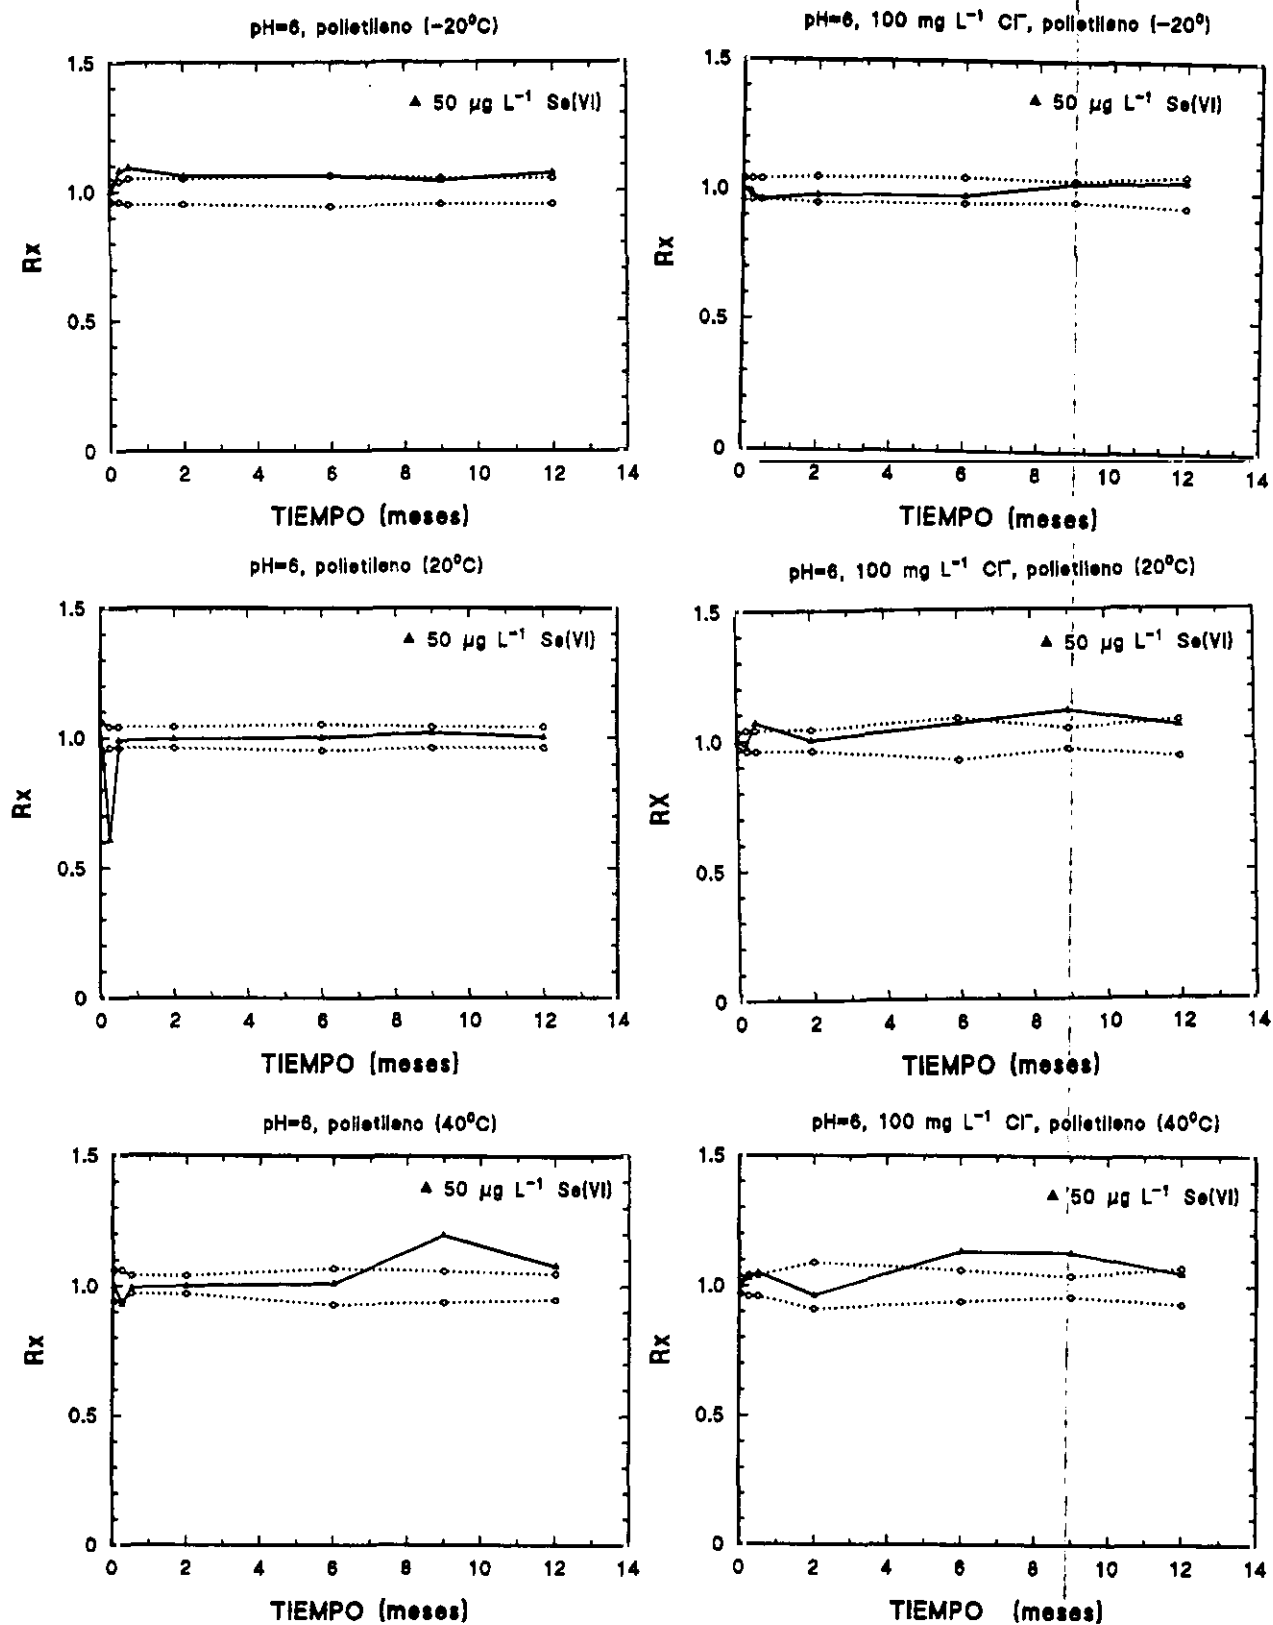 pH=6, polietileno (-20°C)
1.5
▲ 50 µg L⁻¹ Se(VI)
1.0
Rx
0.5
0
0 2 4 6 8 10 12 14
TIEMPO (meses)
pH=6, 100 mg L⁻¹ Cl⁻, polietileno (-20°)
1.5
▲ 50 µg L⁻¹ Se(VI)
1.0
Rx
0.5
0
0 2 4 6 8 10 12 14
TIEMPO (meses)
pH=6, polietileno (20°C)
1.5
▲ 50 µg L⁻¹ Se(VI)
1.0
Rx
0.5
0
0 2 4 6 8 10 12 14
TIEMPO (meses)
pH=6, 100 mg L⁻¹ Cl⁻, polietileno (20°C)
1.5
▲ 50 µg L⁻¹ Se(VI)
1.0
RX
0.5
0
0 2 4 6 8 10 12 14
TIEMPO (meses)
pH=6, polietileno (40°C)
1.5
▲ 50 µg L⁻¹ Se(VI)
1.0
Rx
0.5
0
0 2 4 6 8 10 12 14
TIEMPO (meses)
pH=6, 100 mg L⁻¹ Cl⁻, polietileno (40°C)
1.5
▲ 50 µg L⁻¹ Se(VI)
1.0
Rx
0.5
0
0 2 4 6 8 10 12 14
TIEMPO (meses)